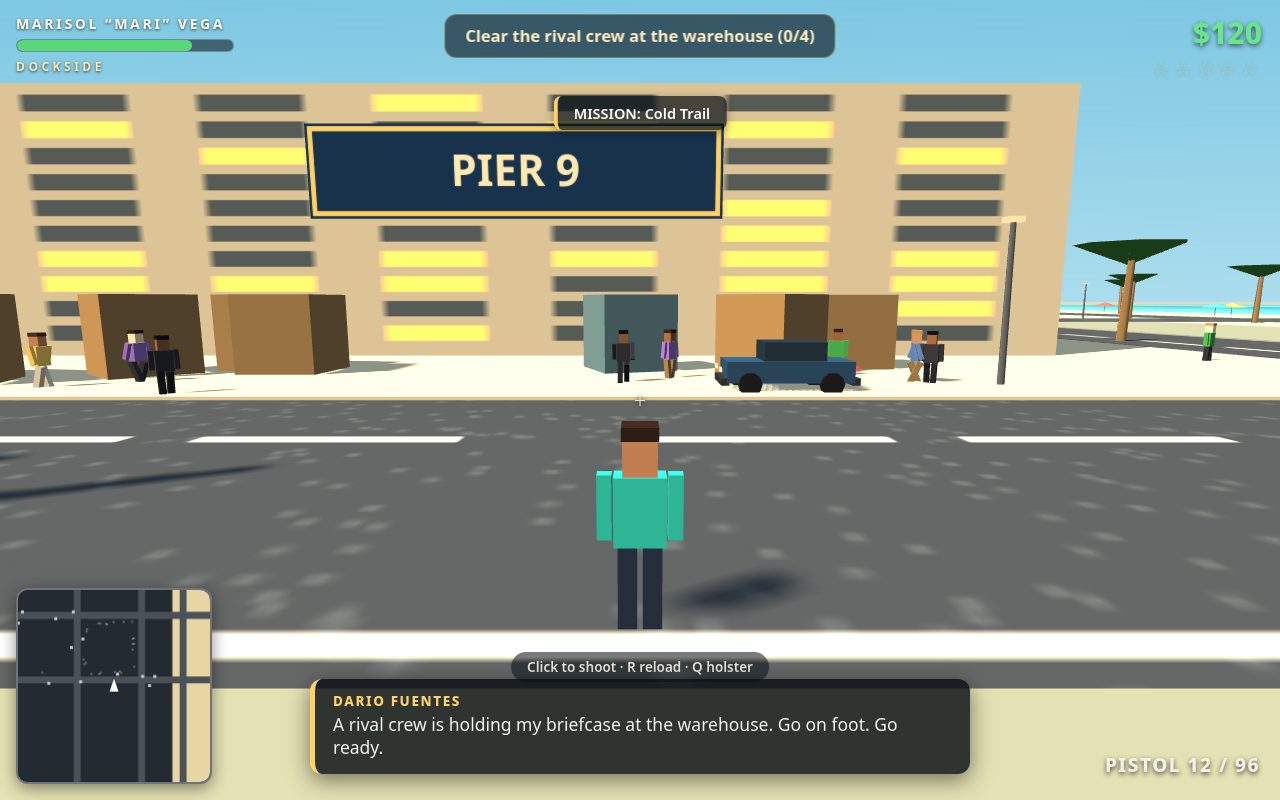 MARISOL “MARI” VEGA
DOCKSIDE
Clear the rival crew at the warehouse (0/4)
$120
MISSION: Cold Trail
PIER 9
Click to shoot · R reload · Q holster
DARIO FUENTES
A rival crew is holding my briefcase at the warehouse. Go on foot. Go
ready.
PISTOL 12 / 96